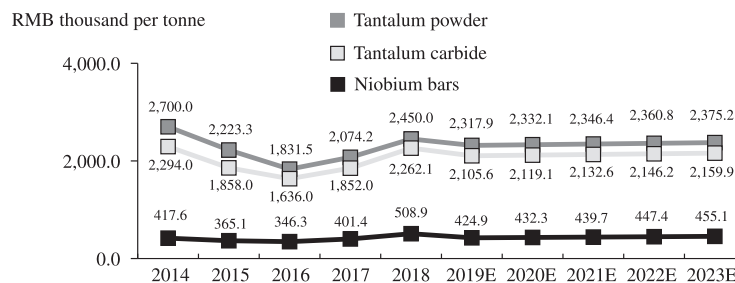 RMB thousand per tonne
Tantalum powder
Tantalum carbide
Niobium bars
4,000.0
2,000.0
0.0
2,700.0 2,223.3 1,831.5 2,074.2 2,450.0 2,317.9 2,332.1 2,346.4 2,360.8 2,375.2
2,294.0 1,858.0 1,636.0 1,852.0 2,262.1 2,105.6 2,119.1 2,132.6 2,146.2 2,159.9
417.6 365.1 346.3 401.4 508.9 424.9 432.3 439.7 447.4 455.1
2014 2015 2016 2017 2018 2019E 2020E 2021E 2022E 2023E